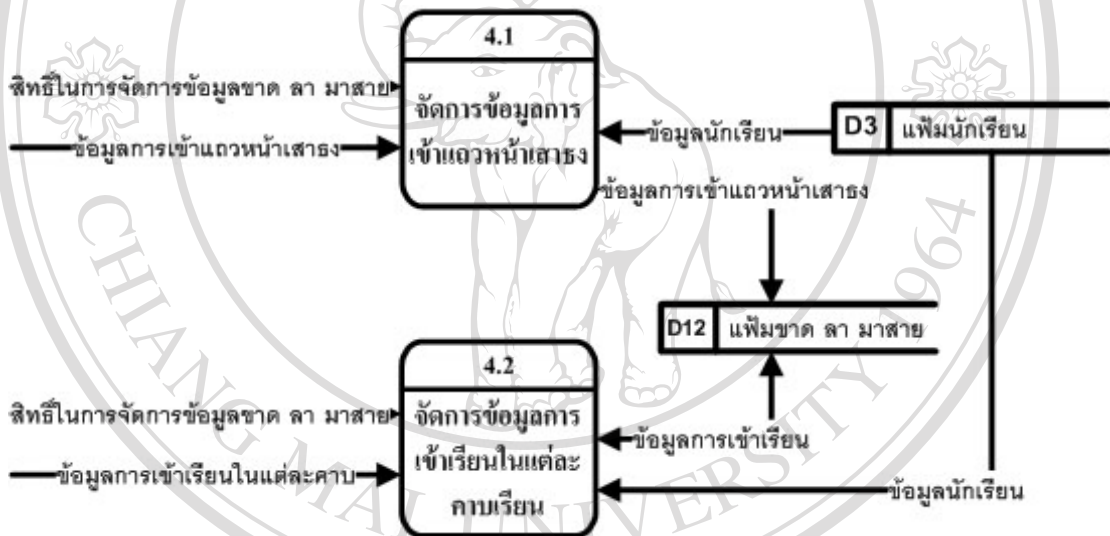 4.1
สิทธิ์ในการจัดการข้อมูลขาด ลา มาสาย
จัดการข้อมูลการ
เข้าแถวหน้าเสาธง
ข้อมูลการเข้าแถวหน้าเสาธง
ข้อมูลนักเรียน
D3 แฟ้มนักเรียน
ข้อมูลการเข้าแถวหน้าเสาธง
D12 แฟ้มขาด ลา มาสาย
4.2
สิทธิ์ในการจัดการข้อมูลขาด ลา มาสาย
จัดการข้อมูลการ
เข้าเรียนในแต่ละ
คาบเรียน
ข้อมูลการเข้าเรียนในแต่ละคาบ
ข้อมูลการเข้าเรียน
ข้อมูลนักเรียน
CHIANG MAI UNIVERSITY 1964